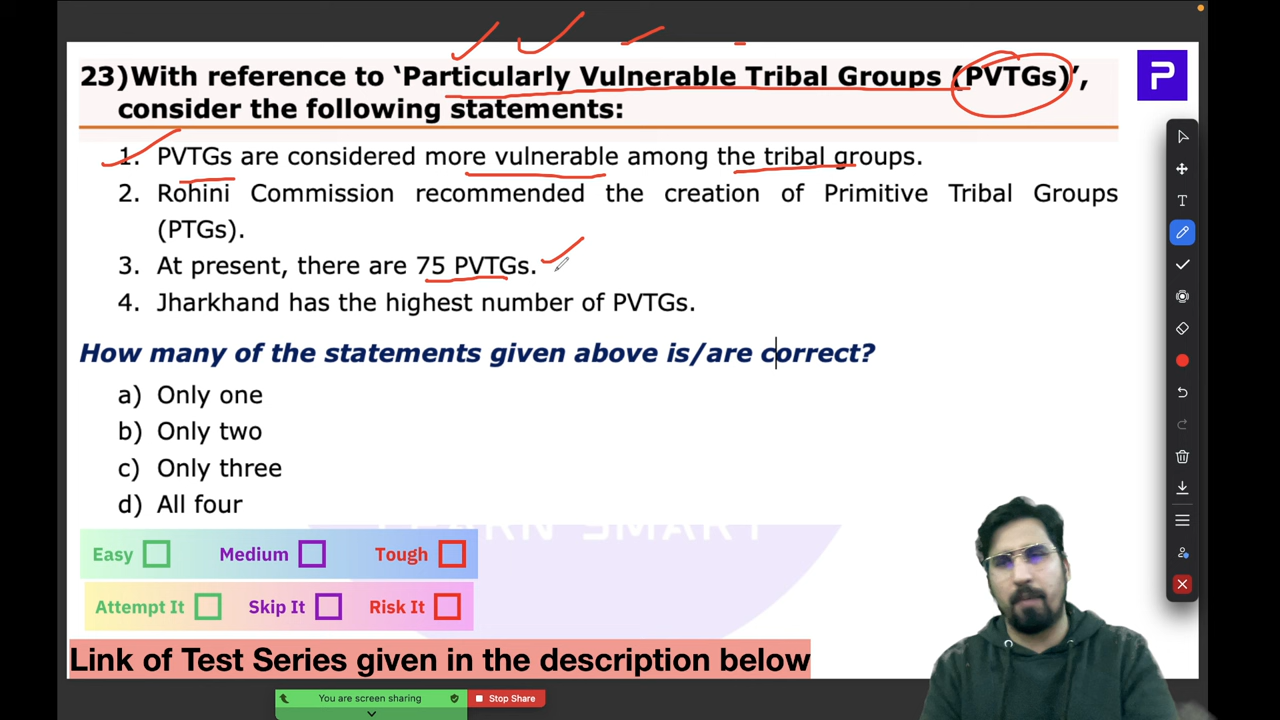 23)With reference to ‘Particularly Vulnerable Tribal Groups (PVTGs)’,
consider the following statements:
1. PVTGs are considered more vulnerable among the tribal groups.
2. Rohini Commission recommended the creation of Primitive Tribal Groups
(PTGs).
3. At present, there are 75 PVTGs.
4. Jharkhand has the highest number of PVTGs.
How many of the statements given above is/are correct?
a) Only one
b) Only two
c) Only three
d) All four
LEARN SMART
Easy Medium Tough
Attempt It Skip It Risk It
Link of Test Series given in the description below
You are screen sharing Stop Share